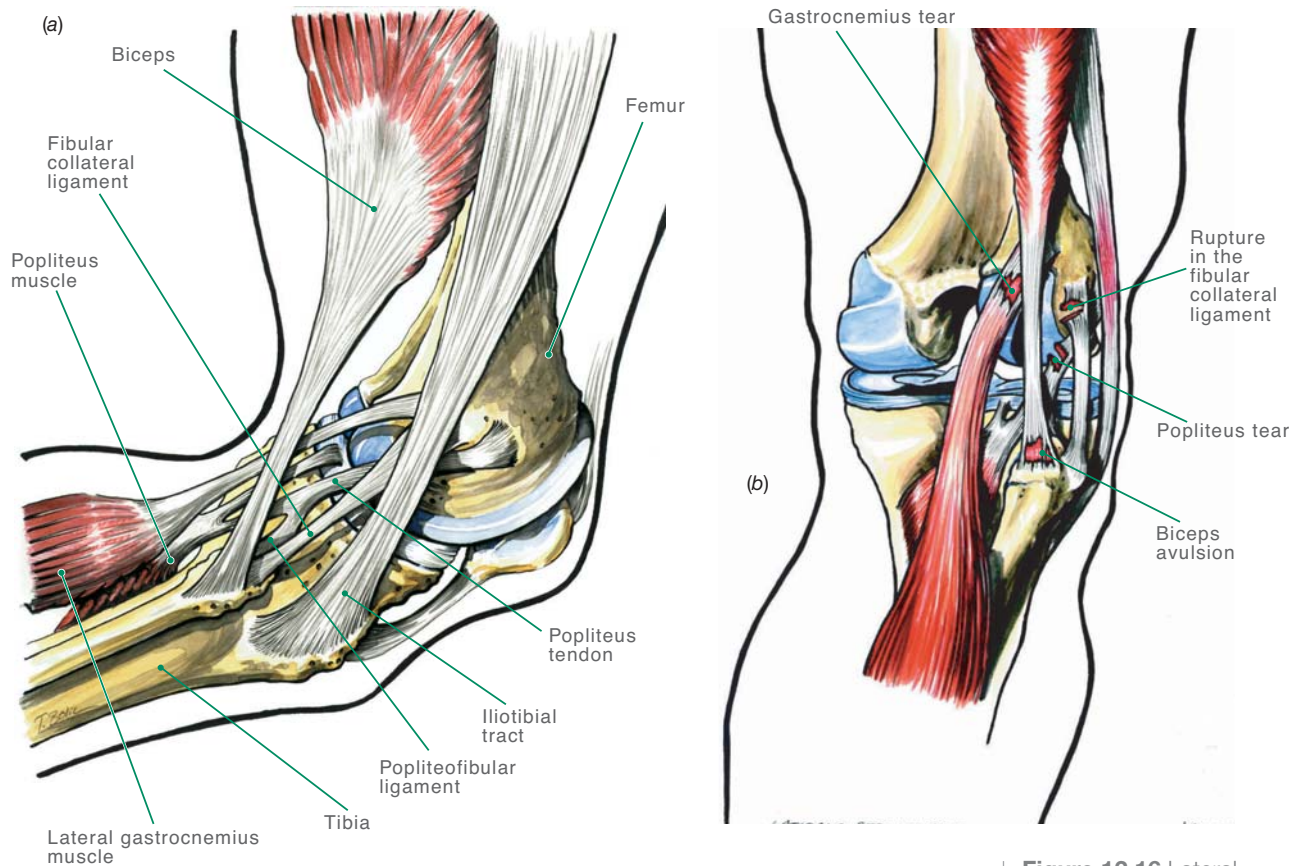 (a)
Biceps
Femur
Fibular
collateral
ligament
Popliteus
muscle
Popliteus
tendon
Iliotibial
tract
Popliteofibular
ligament
Tibia
Lateral gastrocnemius
muscle
Gastrocnemius tear
Rupture
in the
fibular
collateral
ligament
Popliteus tear
(b)
Biceps
avulsion
Figure 12.16 Lateral